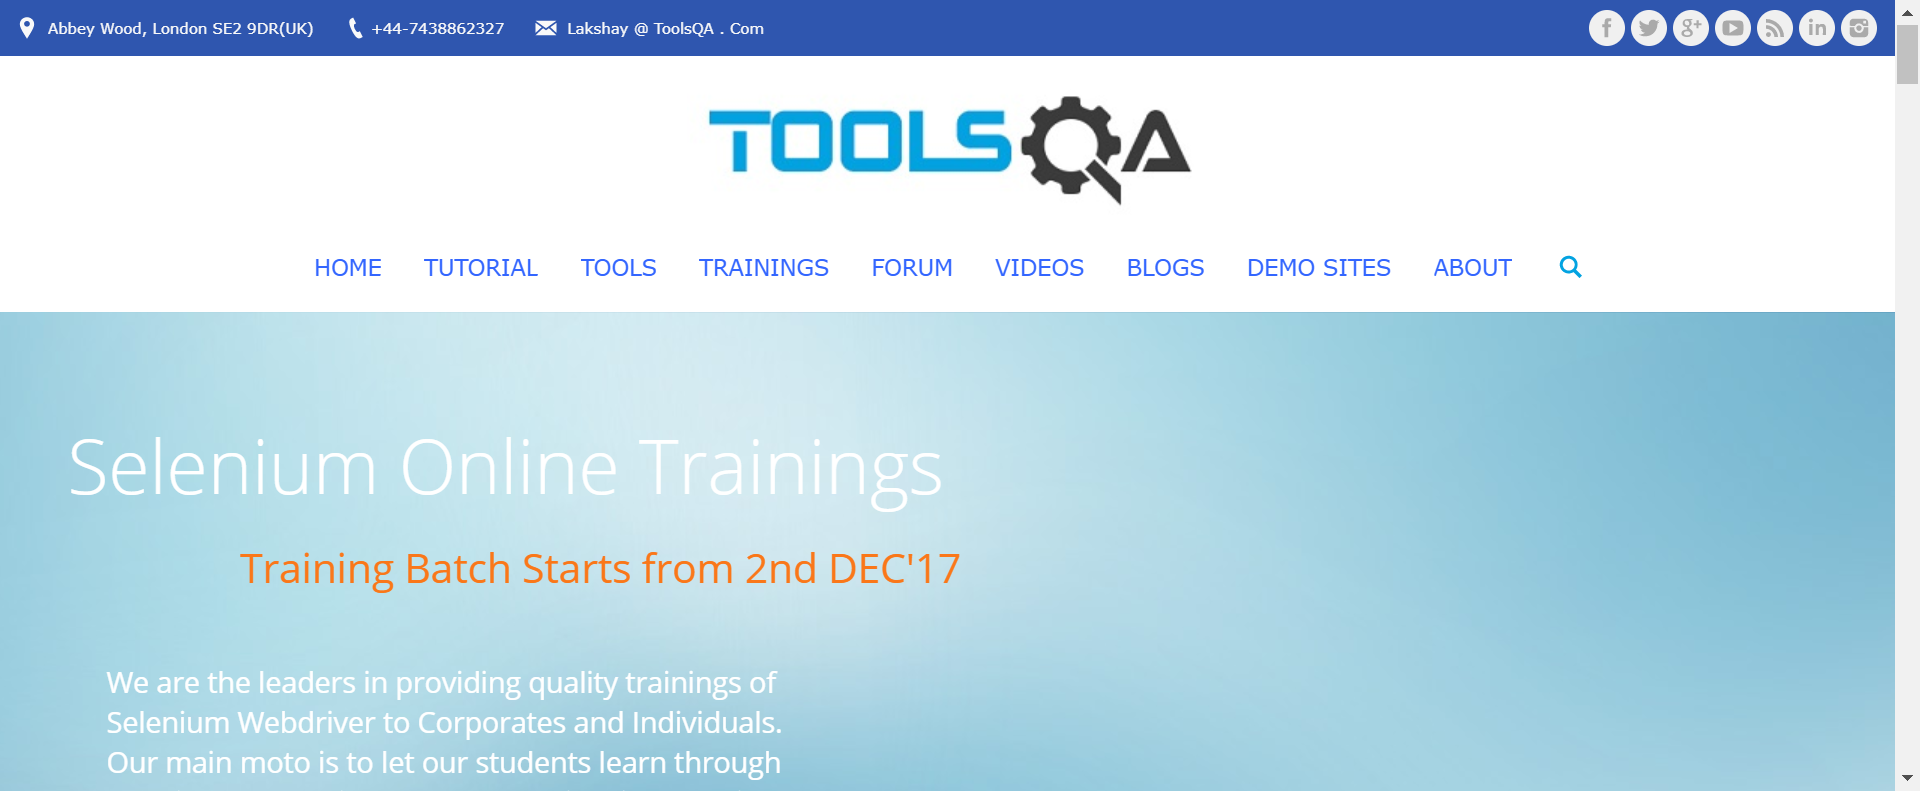 Abbey Wood, London SE2 9DR(UK) +44-7438862327 Lakshay @ ToolsQA . Com
TOOLSQA
HOME TUTORIAL TOOLS TRAININGS FORUM VIDEOS BLOGS DEMO SITES ABOUT
Selenium Online Trainings
Training Batch Starts from 2nd DEC'17
We are the leaders in providing quality trainings of
Selenium Webdriver to Corporates and Individuals.
Our main moto is to let our students learn through